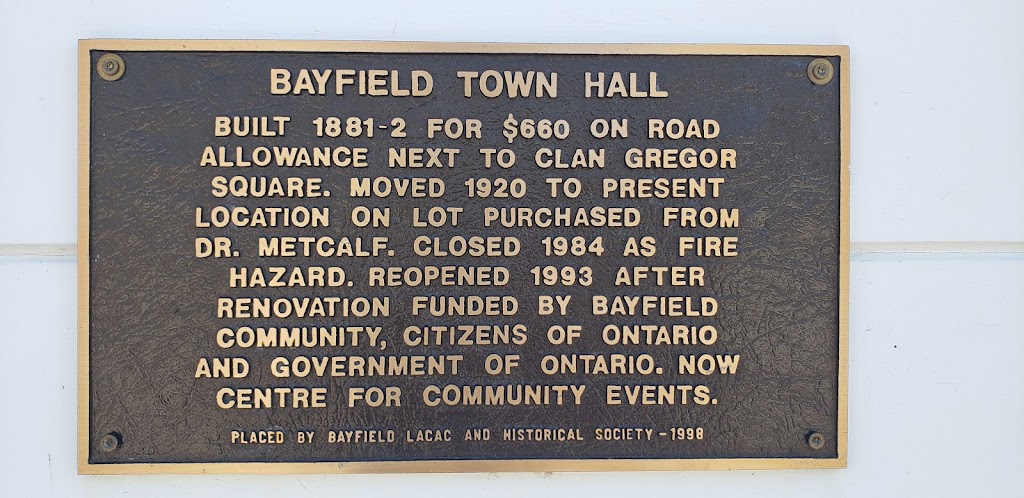 BAYFIELD TOWN HALL
BUILT 1881-2 FOR $660 ON ROAD
ALLOWANCE NEXT TO CLAN GREGOR
SQUARE. MOVED 1920 TO PRESENT
LOCATION ON LOT PURCHASED FROM
DR. METCALF. CLOSED 1984 AS FIRE
HAZARD. REOPENED 1993 AFTER
RENOVATION FUNDED BY BAYFIELD
COMMUNITY, CITIZENS OF ONTARIO
AND GOVERNMENT OF ONTARIO. NOW
CENTRE FOR COMMUNITY EVENTS.
PLACED BY BAYFIELD LACAC AND HISTORICAL SOCIETY - 1998